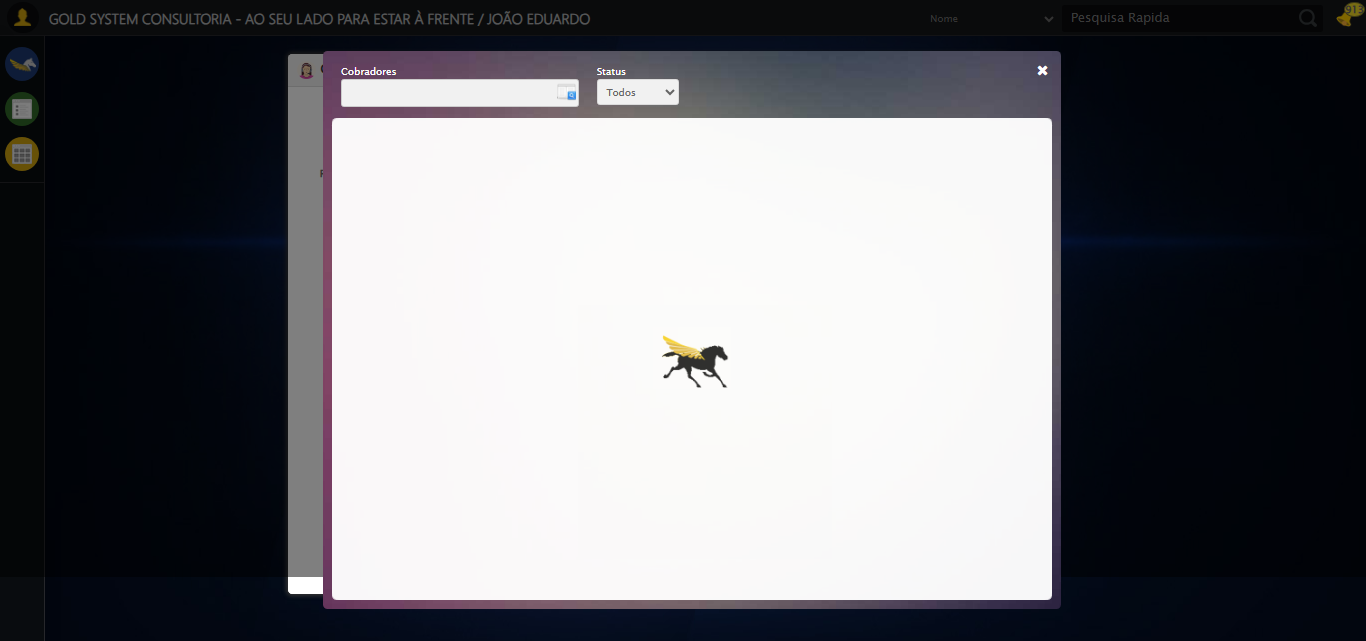 GOLD SYSTEM CONSULTORIA - AO SEU LADO PARA ESTAR À FRENTE / JOÃO EDUARDO
Nome
Pesquisa Rapida
913
Cobradores
Status
Todos